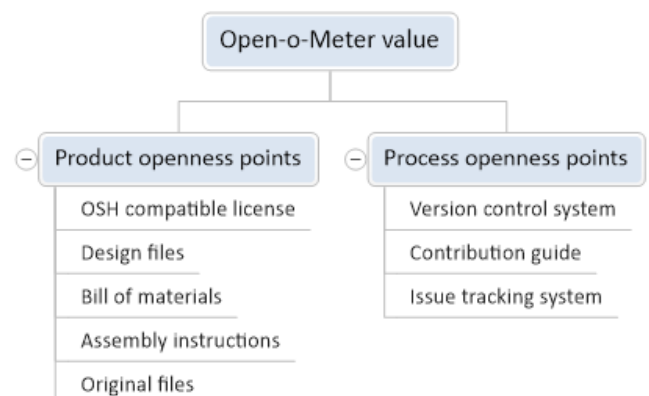 Open-o-Meter value
Product openness points
OSH compatible license
Design files
Bill of materials
Assembly instructions
Original files
Process openness points
Version control system
Contribution guide
Issue tracking system